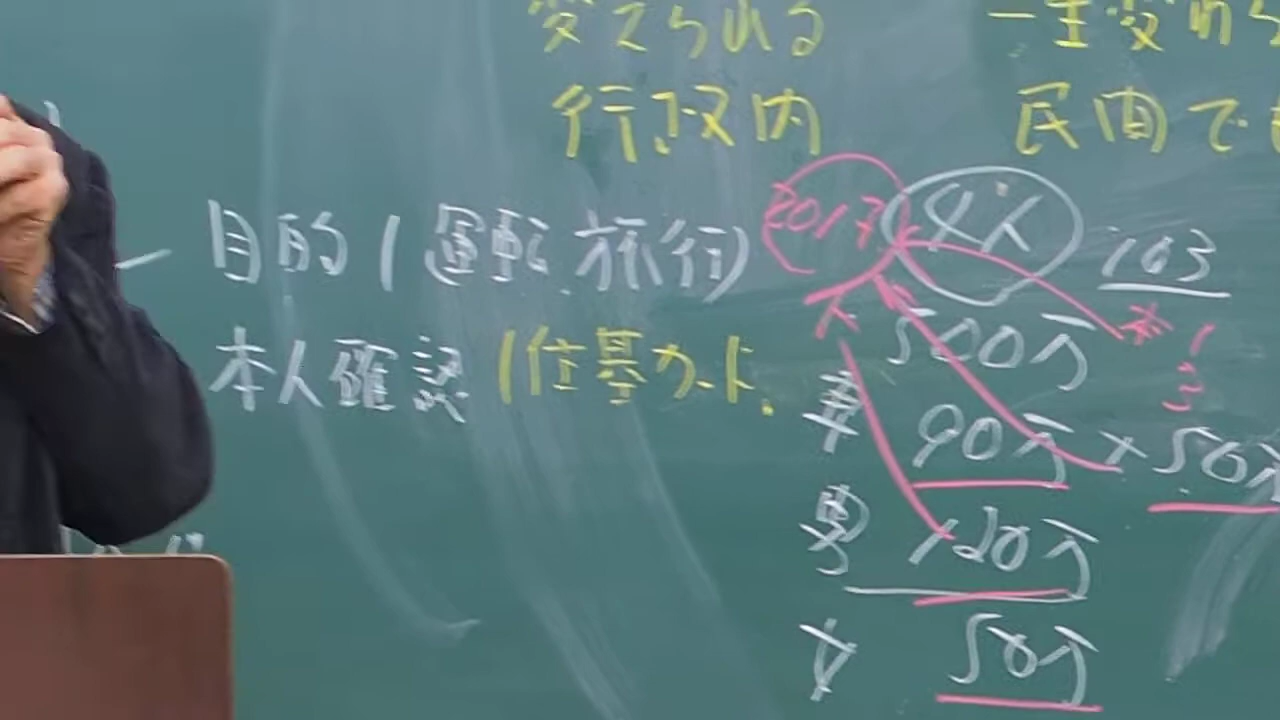 変えられる 一生変わら
行政内 民間で
目的(運転、旅行) 2017 4人 103
500万
本人確認 (住基カード、
妻 90万 + 50万
男 120万
女 50万